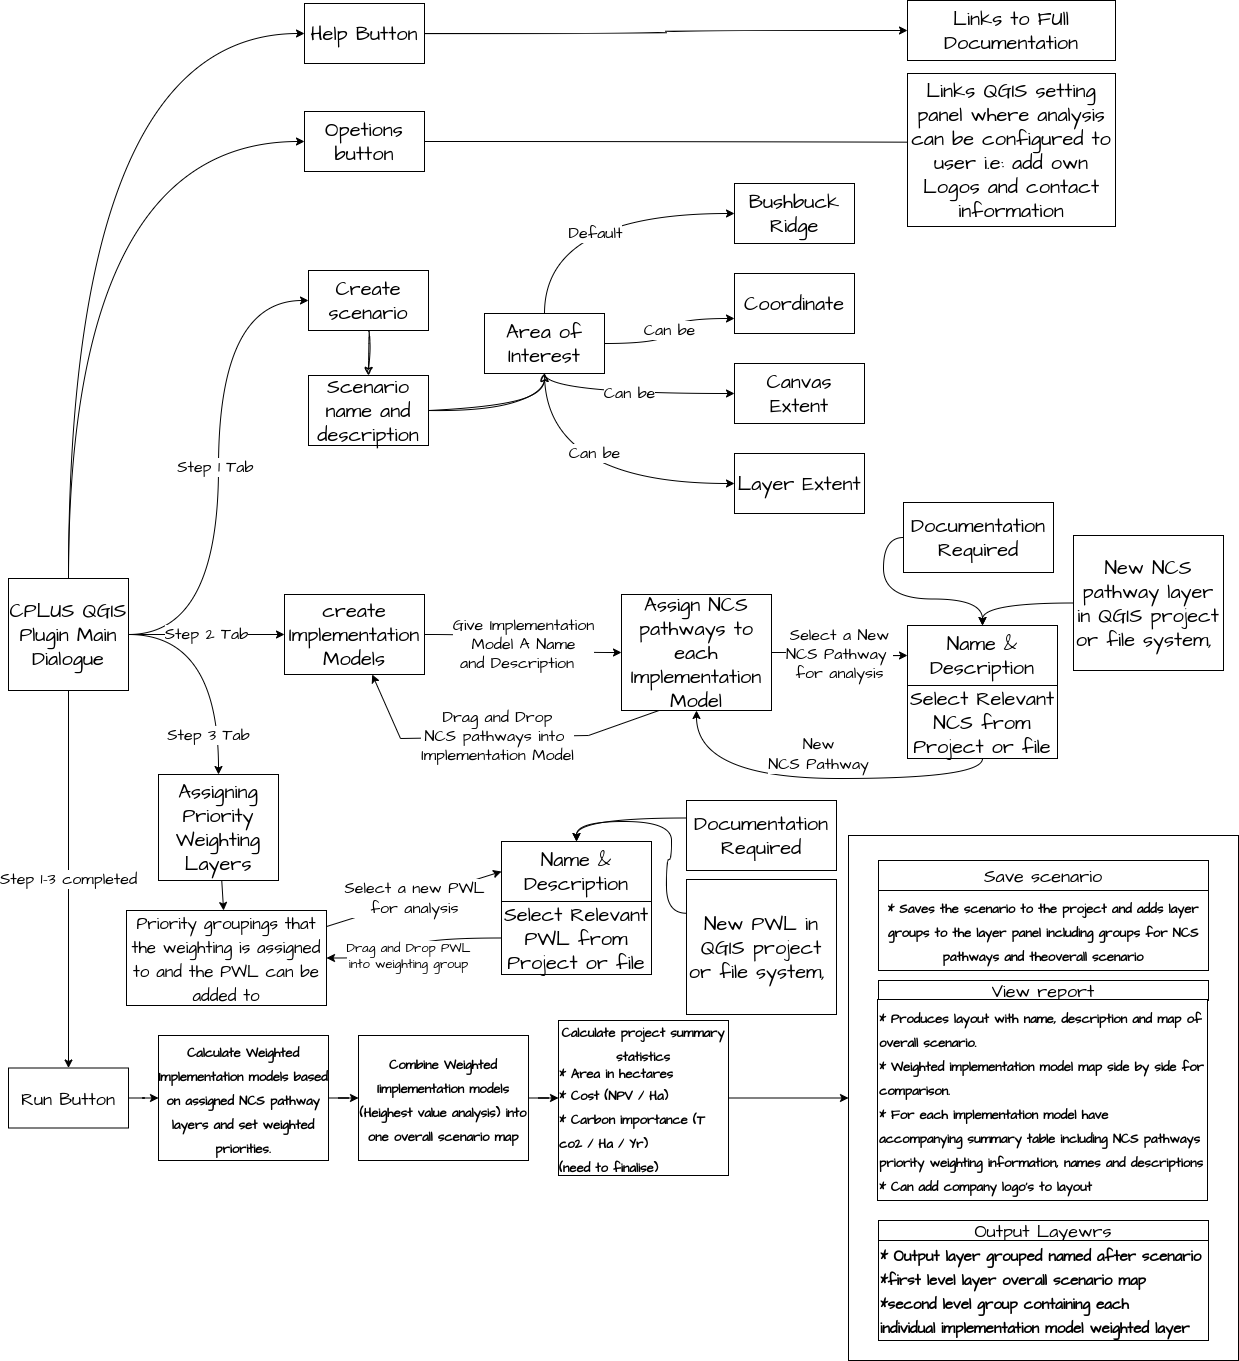 Help Button
Links to FUll
Documentation
Opetions
button
Links QGIS setting
panel where analysis
can be configured to
user i.e: add own
Logos and contact
information
Bushbuck
Ridge
Default
Create
scenario
Coordinate
Area of
Interest
Can be
Scenario
name and
description
Canvas
Extent
Can be
Can be
Layer Extent
Step 1 Tab
Documentation
Required
New NCS
pathway layer
in QGIS project
or file system,
CPLUS QGIS
Plugin Main
Dialogue
Step 2 Tab
create
Implementation
Models
Give Implementation
Model A Name
and Description
Assign NCS
pathways to
each
Implementation
Model
Select a New
NCS Pathway
for analysis
Name &
Description
Select Relevant
NCS from
Project or file
Drag and Drop
NCS pathways into
Implementation Model
New
NCS Pathway
Step 3 Tab
Assigning
Priority
Weighting
Layers
Step 1-3 completed
Select a new PWL
for analysis
Name &
Description
Select Relevant
PWL from
Project or file
Documentation
Required
New PWL in
QGIS project
or file system,
Priority groupings that
the weighting is assigned
to and the PWL can be
added to
Drag and Drop PWL
into weighting group
Save scenario
* Saves the scenario to the project and adds layer
groups to the layer panel including groups for NCS
pathways and theoverall scenario
View report
* Produces layout with name, description and map of
overall scenario.
* Weighted implementation model map side by side for
comparison.
* For each implementation model have
accompanying summary table including NCS pathways
priority weighting information, names and descriptions
* Can add company logo's to layout
Run Button
Calculate Weighted
Implementation models based
on assigned NCS pathway
layers and set weighted
priorities.
Combine Weighted
Iimplementation models
(Heighest value analysis) into
one overall scenario map
Calculate project summary
statistics
* Area in hectares
* Cost (NPV / Ha)
* Carbon importance (T
co2 / Ha / Yr)
(need to finalise)
Output Layewrs
* Output layer grouped named after scenario
*first level layer overall scenario map
*second level group containing each
individual implementation model weighted layer